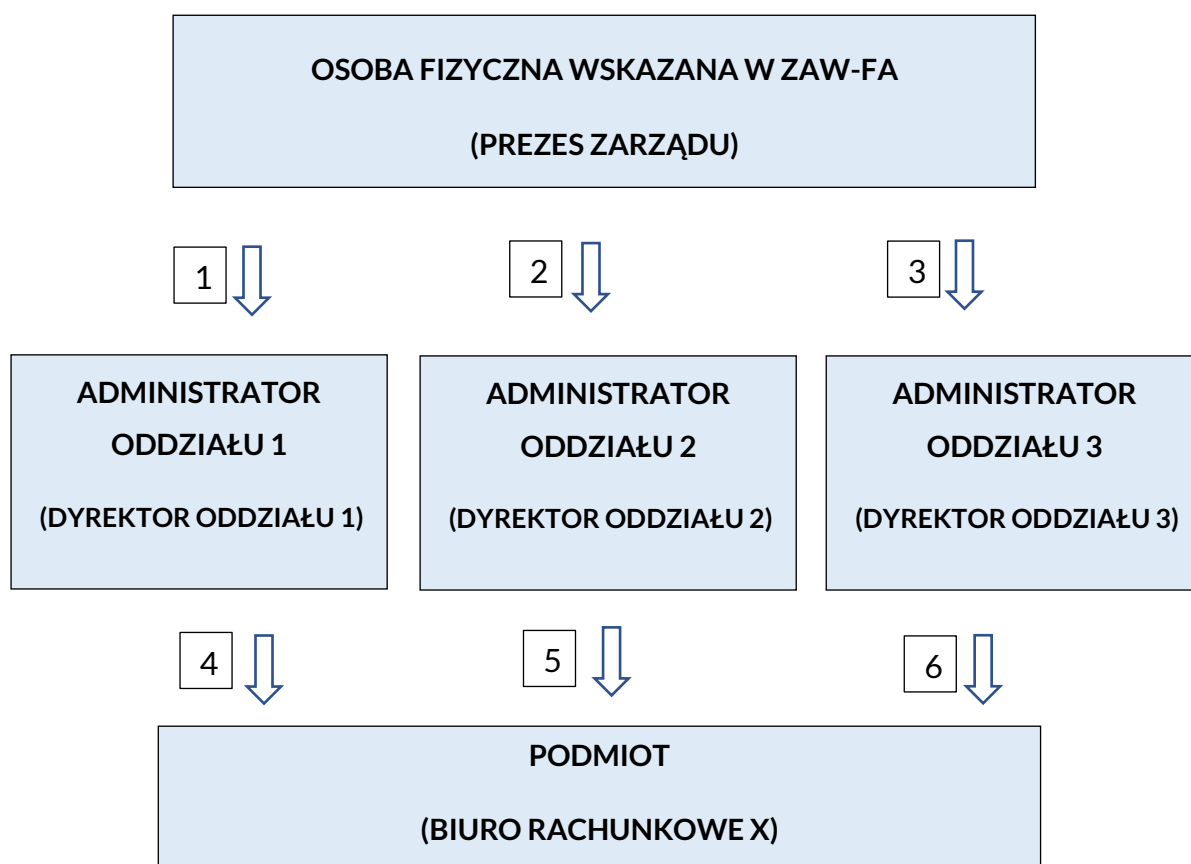 OSOBA FIZYCZNA WSKAZANA W ZAW-FA
(PREZES ZARZĄDU)
1
2
3
ADMINISTRATOR
ODDZIAŁU 1
(DYREKTOR ODDZIAŁU 1)
ADMINISTRATOR
ODDZIAŁU 2
(DYREKTOR ODDZIAŁU 2)
ADMINISTRATOR
ODDZIAŁU 3
(DYREKTOR ODDZIAŁU 3)
4
5
6
PODMIOT
(BIURO RACHUNKOWE X)